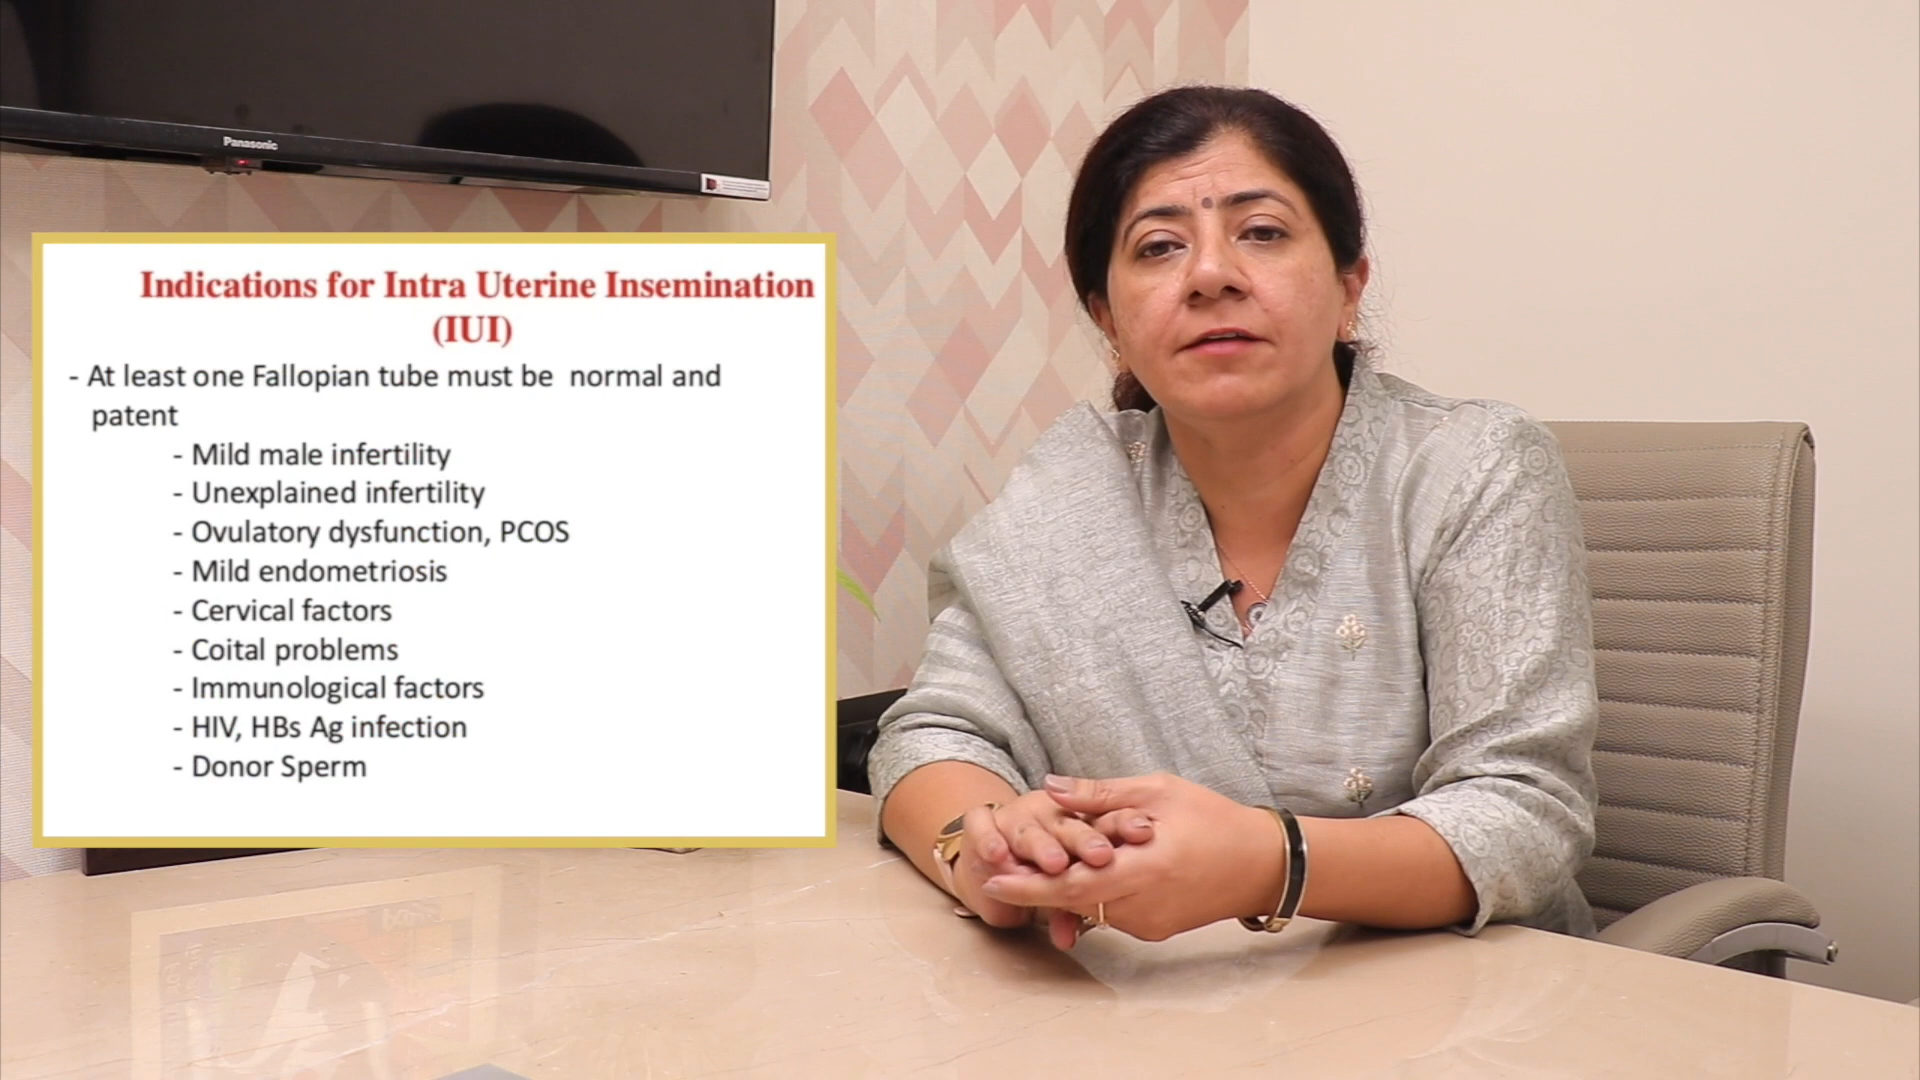 Panasonic
Indications for Intra Uterine Insemination
(IUI)
- At least one Fallopian tube must be normal and
patent
- Mild male infertility
- Unexplained infertility
- Ovulatory dysfunction, PCOS
- Mild endometriosis
- Cervical factors
- Coital problems
- Immunological factors
- HIV, HBs Ag infection
- Donor Sperm